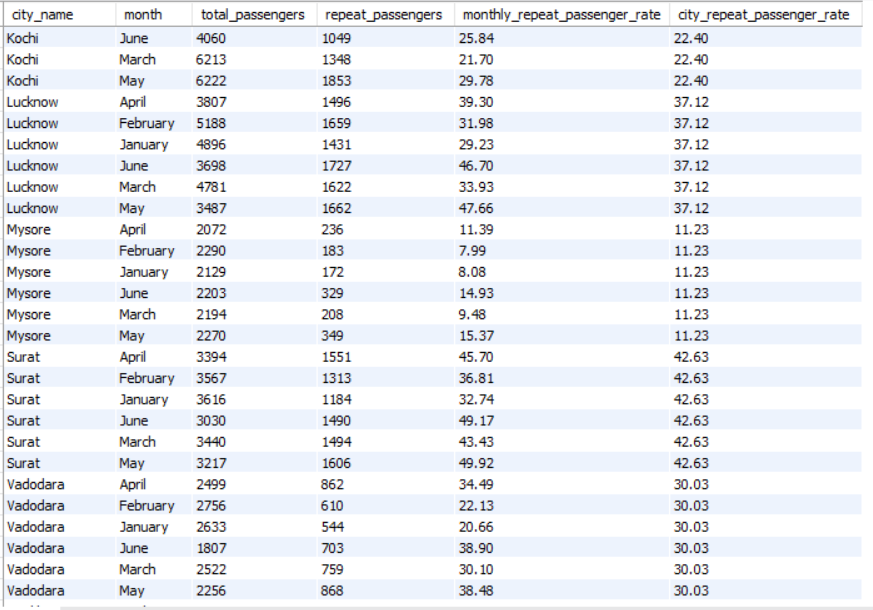 city_name month total_passengers repeat_passengers monthly_repeat_passenger_rate city_repeat_passenger_rate
Kochi June 4060 1049 25.84 22.40
Kochi March 6213 1348 21.70 22.40
Kochi May 6222 1853 29.78 22.40
Lucknow April 3807 1496 39.30 37.12
Lucknow February 5188 1659 31.98 37.12
Lucknow January 4896 1431 29.23 37.12
Lucknow June 3698 1727 46.70 37.12
Lucknow March 4781 1622 33.93 37.12
Lucknow May 3487 1662 47.66 37.12
Mysore April 2072 236 11.39 11.23
Mysore February 2290 183 7.99 11.23
Mysore January 2129 172 8.08 11.23
Mysore June 2203 329 14.93 11.23
Mysore March 2194 208 9.48 11.23
Mysore May 2270 349 15.37 11.23
Surat April 3394 1551 45.70 42.63
Surat February 3567 1313 36.81 42.63
Surat January 3616 1184 32.74 42.63
Surat June 3030 1490 49.17 42.63
Surat March 3440 1494 43.43 42.63
Surat May 3217 1606 49.92 42.63
Vadodara April 2499 862 34.49 30.03
Vadodara February 2756 610 22.13 30.03
Vadodara January 2633 544 20.66 30.03
Vadodara June 1807 703 38.90 30.03
Vadodara March 2522 759 30.10 30.03
Vadodara May 2256 868 38.48 30.03